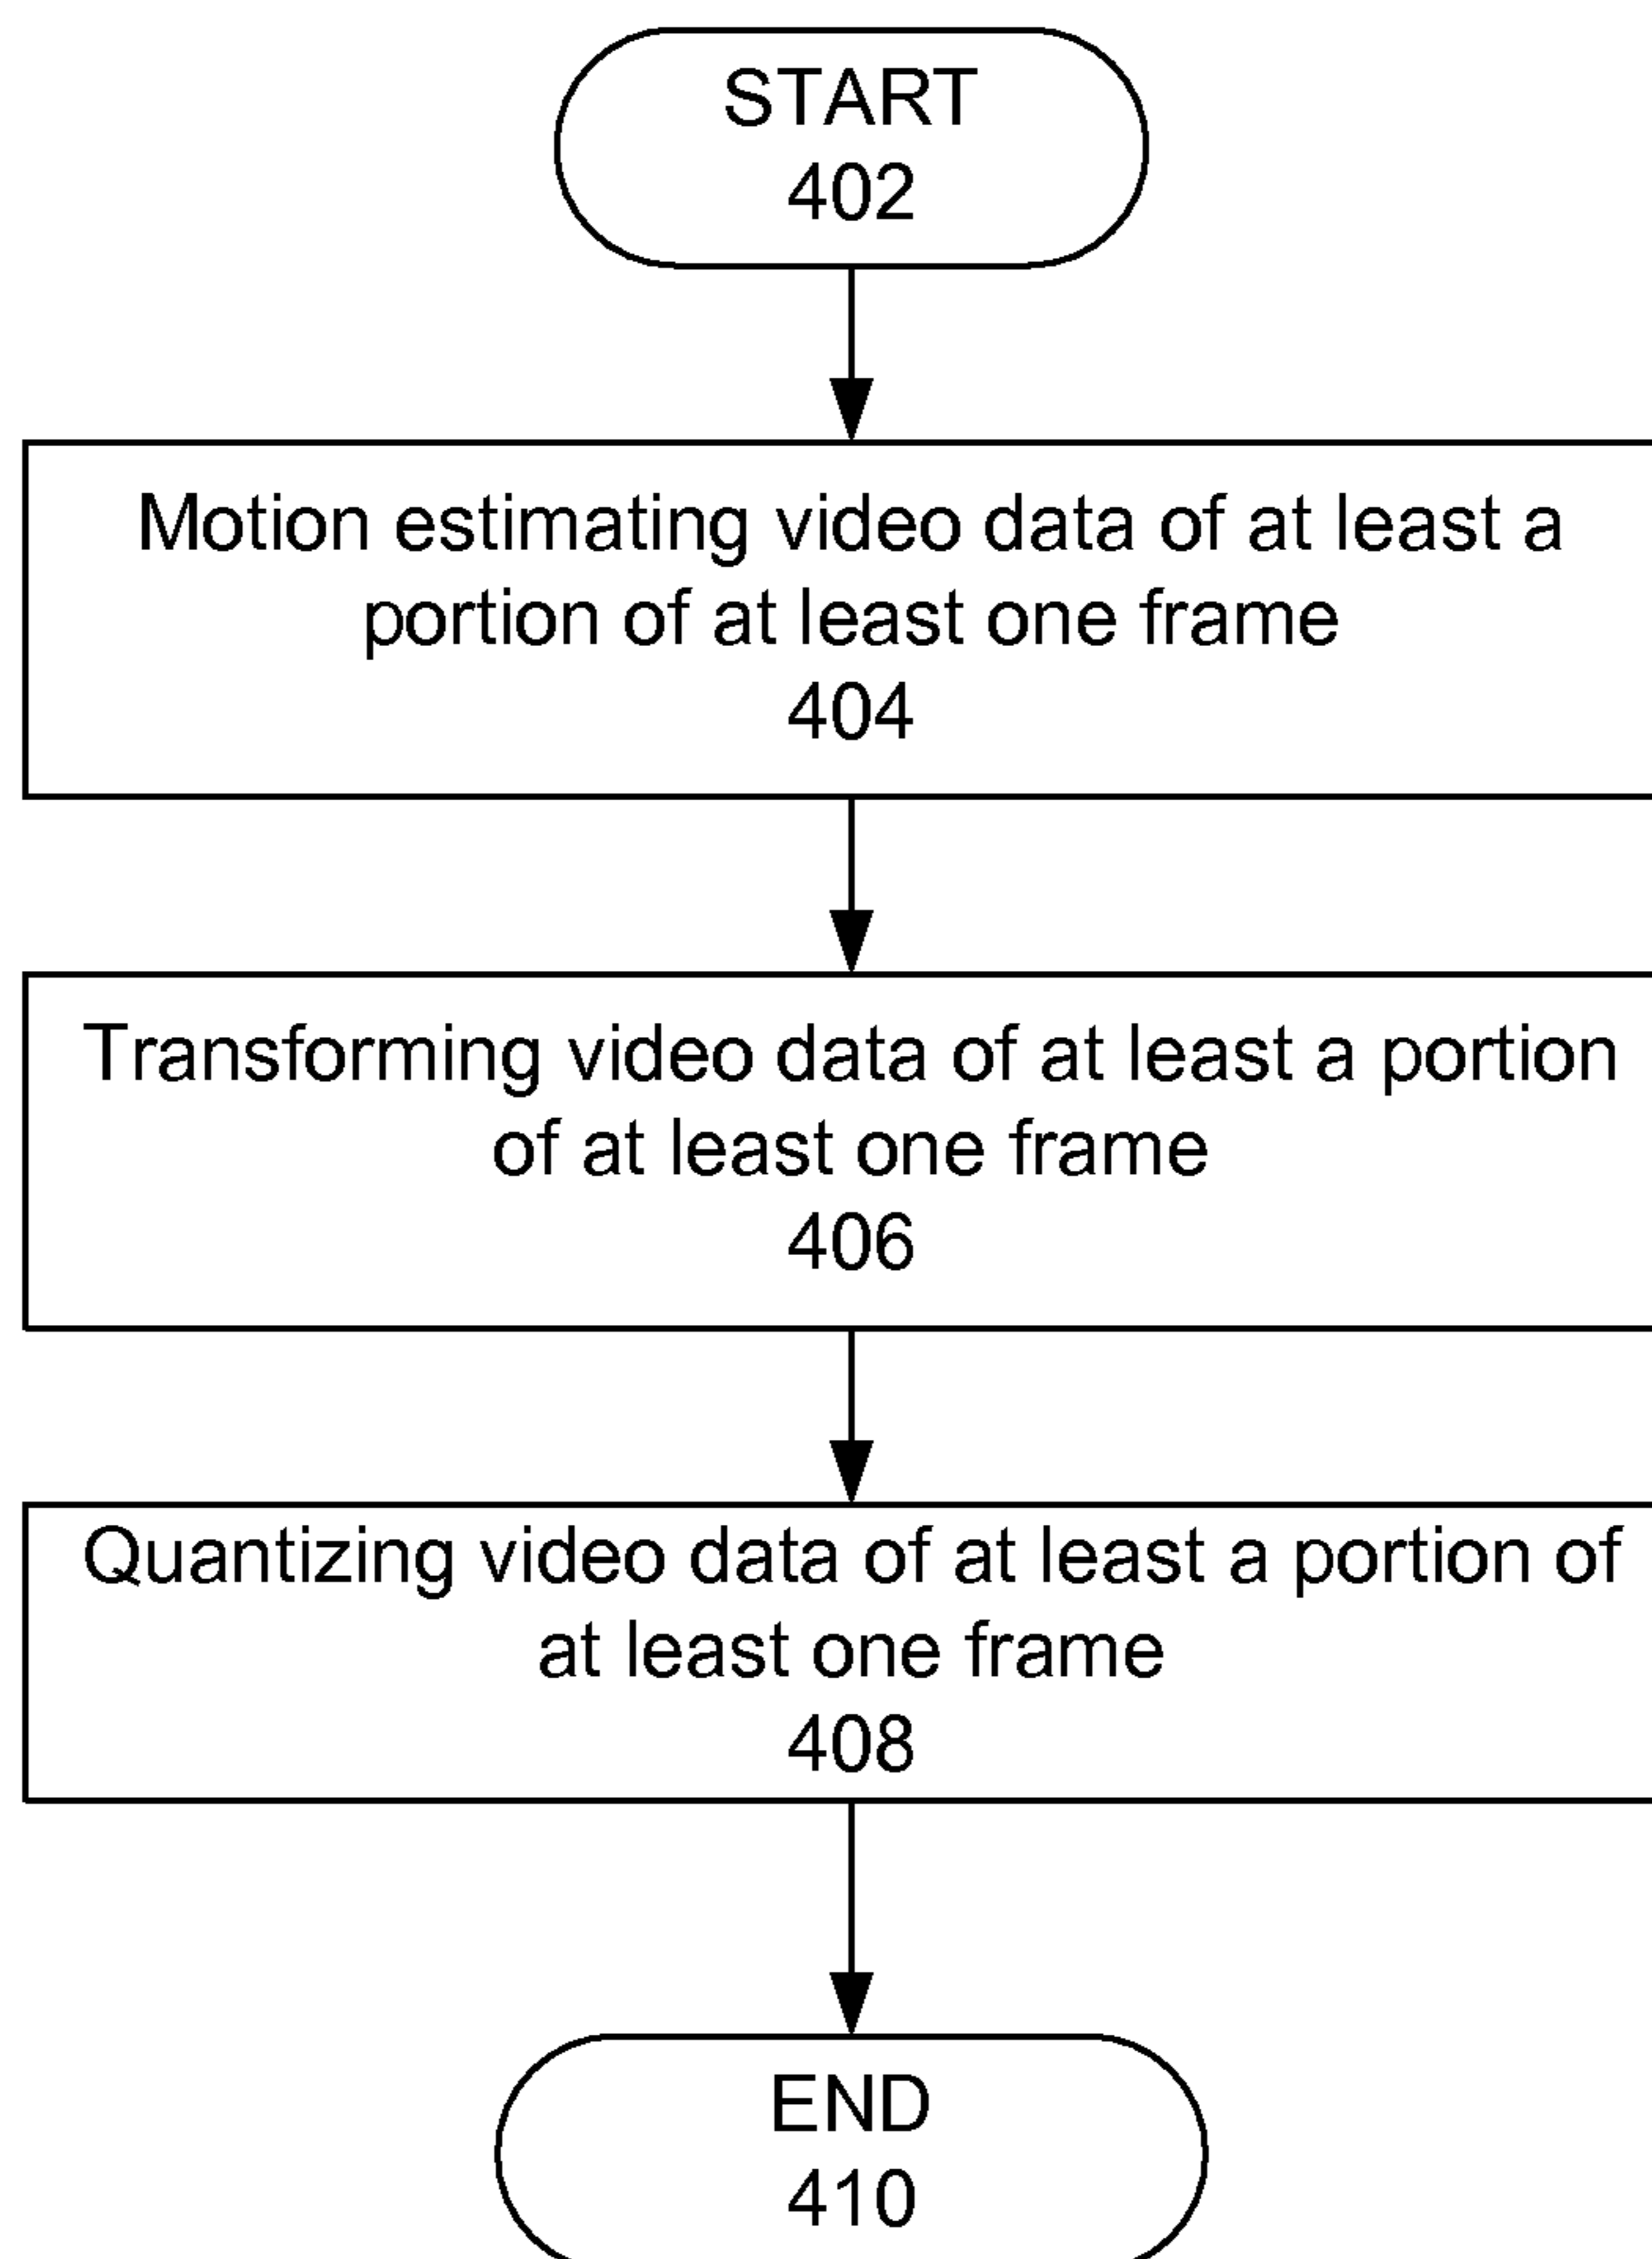 START
402
Motion estimating video data of at least a
portion of at least one frame
404
Transforming video data of at least a portion
of at least one frame
406
Quantizing video data of at least a portion of
at least one frame
408
END
410